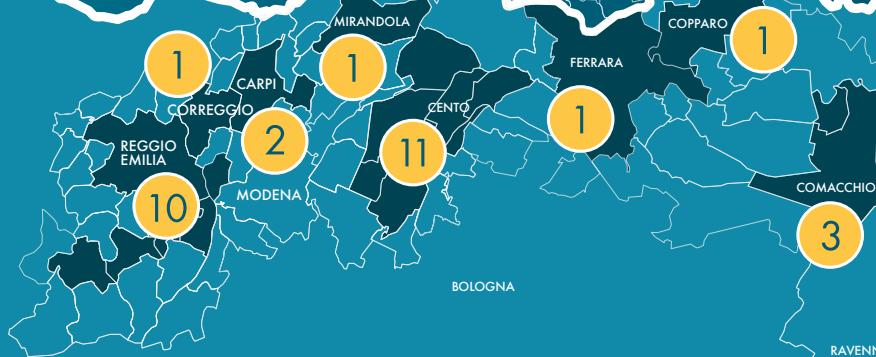 MIRANDOLA
COPPARO
1
1
1
FERRARA
CARPI
CORREGGIO
CENTO
1
REGGIO
EMILIA
2
11
MODENA
COMACCHIO
10
3
BOLOGNA
RAVENN